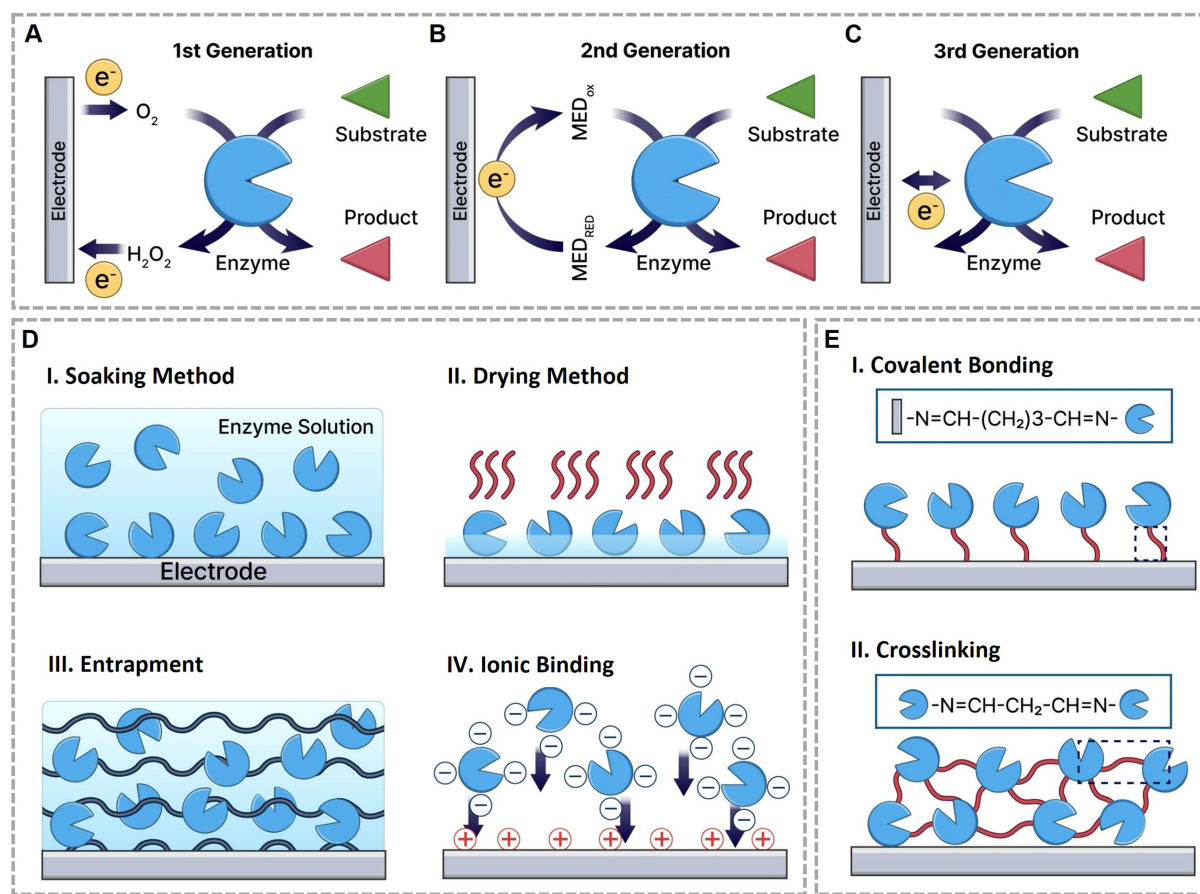 A
1st Generation
e-
O₂
Electrode
Substrate
Product
H₂O₂
e-
Enzyme
B
2nd Generation
MEDox
Electrode
e-
Substrate
Product
MEDRED
Enzyme
C
3rd Generation
Electrode
e-
Substrate
Product
Enzyme
D
I. Soaking Method
Enzyme Solution
Electrode
II. Drying Method
III. Entrapment
IV. Ionic Binding
− − − − − − − − − − − − − −
+ + + + + + +
E
I. Covalent Bonding
-N=CH-(CH₂)3-CH=N-
II. Crosslinking
-N=CH-CH₂-CH=N-